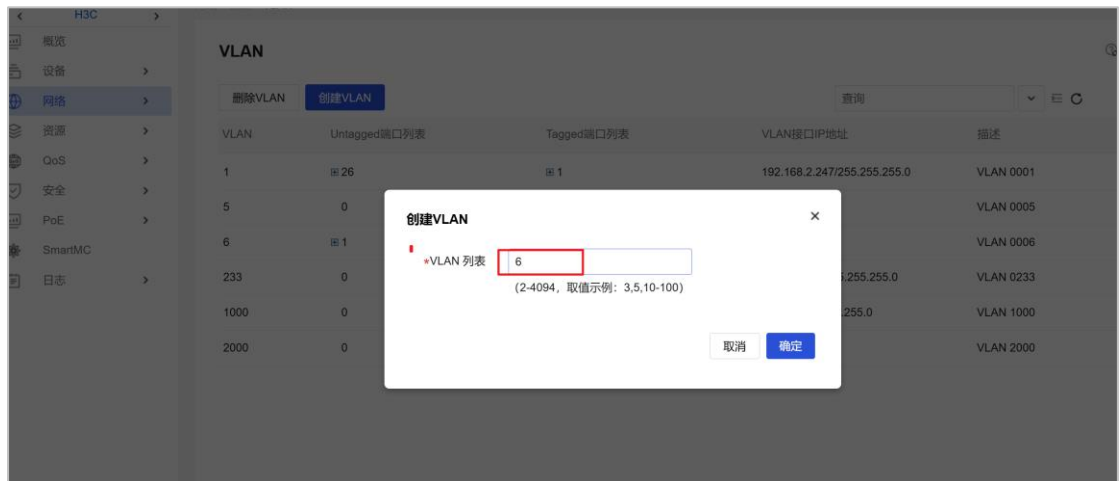 H3C
概览
设备
网络
资源
QoS
安全
PoE
SmartMC
日志
VLAN
删除VLAN 创建VLAN 查询
VLAN Untagged端口列表 Tagged端口列表 VLAN接口IP地址 描述
1 26 1 192.168.2.247/255.255.255.0 VLAN 0001
5 0 VLAN 0005
6 1 VLAN 0006
233 0 .255.255.0 VLAN 0233
1000 0 .255.0 VLAN 1000
2000 0 VLAN 2000
创建VLAN
*VLAN 列表 6
(2-4094，取值示例：3,5,10-100)
取消 确定